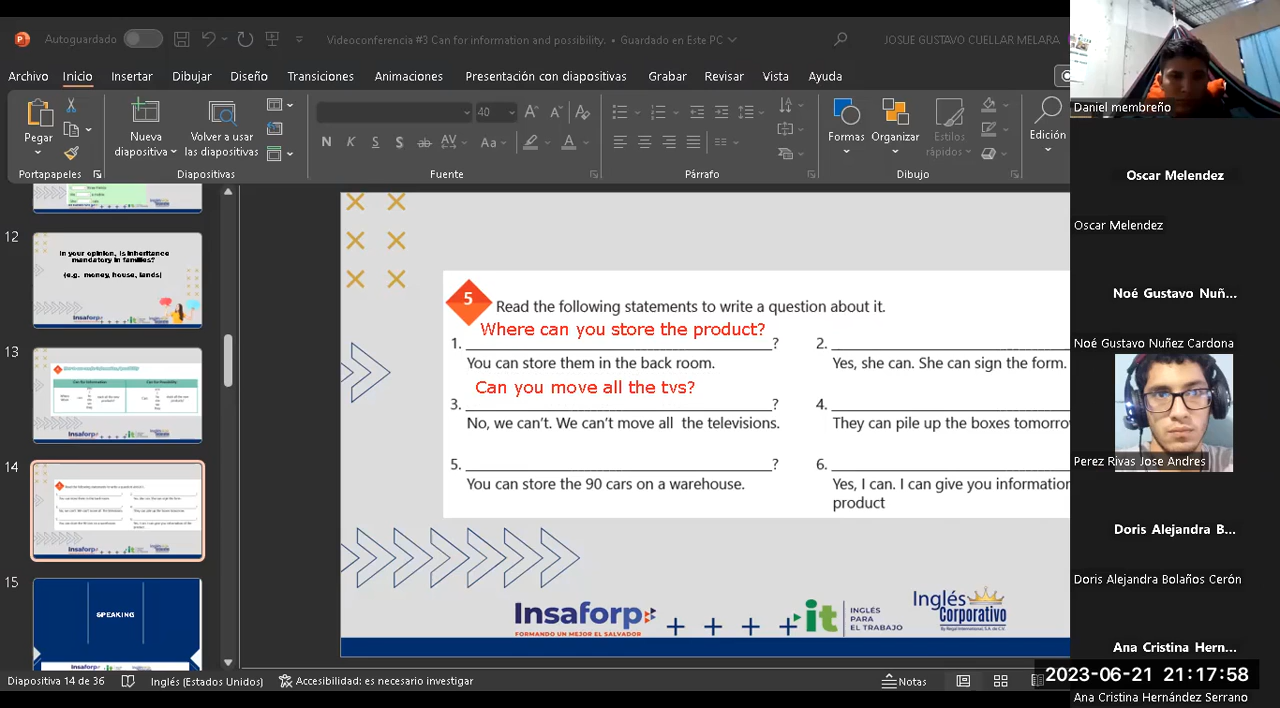 Autoguardado
Videoconferencia #3 Can for information and possibility. • Guardado en Este PC
JOSUE GUSTAVO CUELLAR MELARA
Archivo Inicio Insertar Dibujar Diseño Transiciones Animaciones Presentación con diapositivas Grabar Revisar Vista Ayuda
40
Pegar
Nueva diapositiva
Volver a usar las diapositivas
Formas
Organizar
Estilos rápidos
Edición
Portapapeles
Diapositivas
Fuente
Párrafo
Dibujo
12
In your opinion, is inheritance
mandatory in families?
(e.g. money, house, lands)
13
14
15
SPEAKING
5
Read the following statements to write a question about it.
Where can you store the product?
1. ?
You can store them in the back room.
2.
Yes, she can. She can sign the form.
Can you move all the tvs?
3. ?
No, we can't. We can't move all the televisions.
4.
They can pile up the boxes tomorro
5. ?
You can store the 90 cars on a warehouse.
6.
Yes, I can. I can give you information
product
Insaforp
FORMANDO UN MEJOR EL SALVADOR
it
INGLÉS
PARA
EL TRABAJO
Inglés
Corporativo
Diapositiva 14 de 36
Inglés (Estados Unidos)
Accesibilidad: es necesario investigar
Notas
Daniel membreño
Oscar Melendez
Oscar Melendez
Noé Gustavo Nuñ...
Noé Gustavo Nuñez Cardona
Perez Rivas Jose Andres
Doris Alejandra B...
Doris Alejandra Bolaños Cerón
Ana Cristina Hern...
2023-06-21 21:17:58
Ana Cristina Hernández Serrano